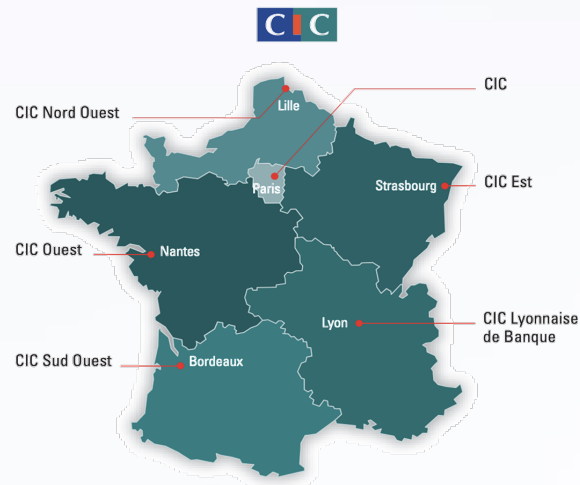 CIC
CIC
Lille
CIC Nord Ouest
Paris
Strasbourg
CIC Est
CIC Ouest
Nantes
Lyon
CIC Lyonnaise
de Banque
CIC Sud Ouest
Bordeaux